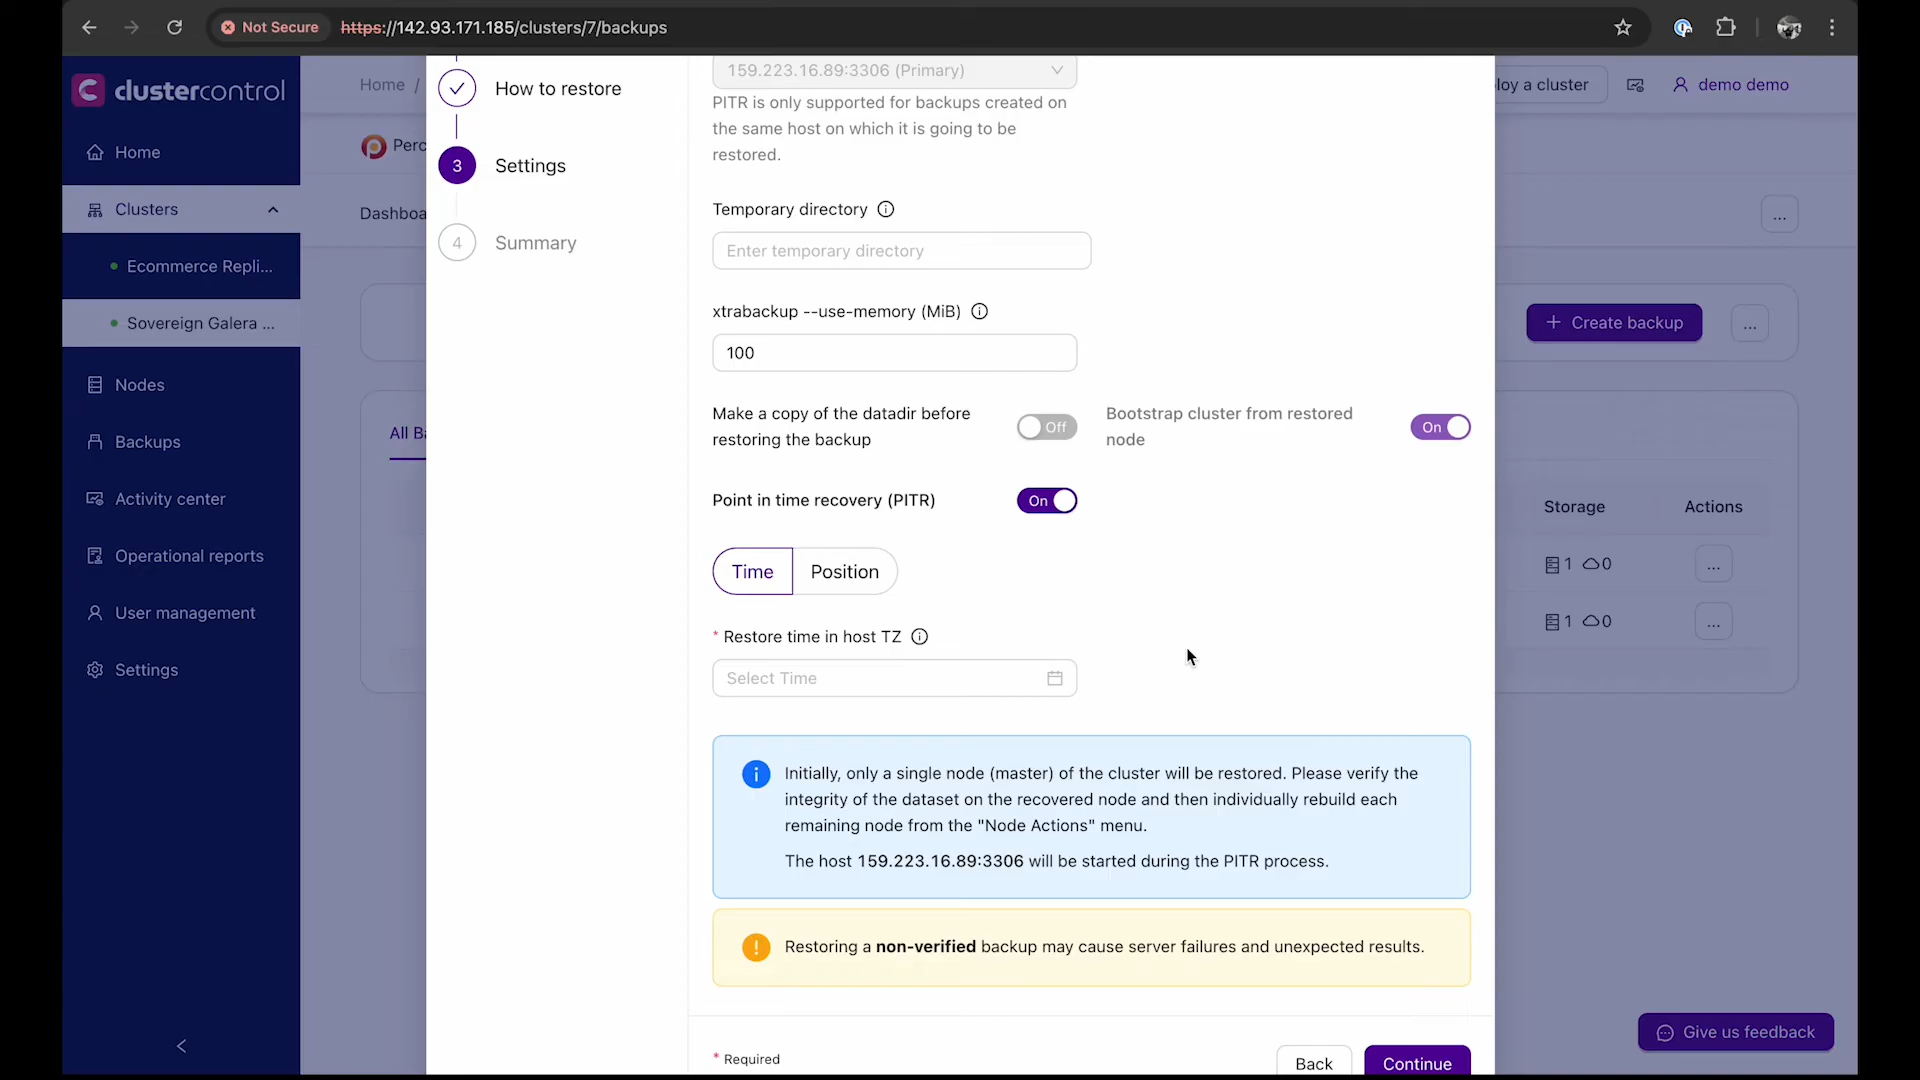 Not Secure https://142.93.171.185/clusters/7/backups
clustercontrol
Home
Clusters
Ecommerce Repli...
Sovereign Galera ...
Nodes
Backups
Activity center
Operational reports
User management
Settings
Home /
Perc
Dashboa
All Ba
How to restore
3 Settings
4 Summary
159.223.16.89:3306 (Primary)
PITR is only supported for backups created on
the same host on which it is going to be
restored.
Temporary directory
Enter temporary directory
xtrabackup --use-memory (MiB)
100
Make a copy of the datadir before
restoring the backup
Off
Bootstrap cluster from restored
node
On
Point in time recovery (PITR)
On
Time Position
* Restore time in host TZ
Select Time
Initially, only a single node (master) of the cluster will be restored. Please verify the
integrity of the dataset on the recovered node and then individually rebuild each
remaining node from the "Node Actions" menu.
The host 159.223.16.89:3306 will be started during the PITR process.
Restoring a non-verified backup may cause server failures and unexpected results.
* Required
Back Continue
loy a cluster
demo demo
...
+ Create backup
...
Storage Actions
1 0 ...
1 0 ...
Give us feedback